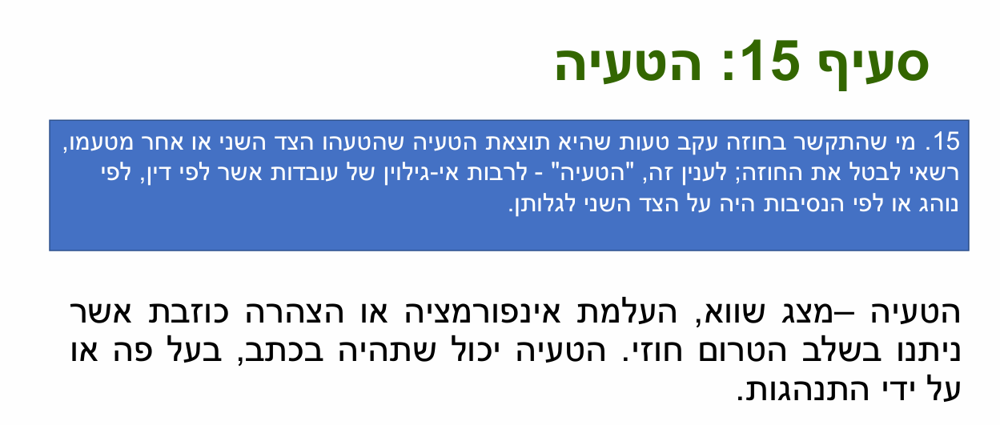 סעיף 15: הטעיה
15. מי שהתקשר בחוזה עקב טעות שהיא תוצאת הטעיה שהטעהו הצד השני או אחר מטעמו,
רשאי לבטל את החוזה; לענין זה, "הטעיה" - לרבות אי-גילוין של עובדות אשר לפי דין, לפי
נוהג או לפי הנסיבות היה על הצד השני לגלותן.
הטעיה –מצג שווא, העלמת אינפורמציה או הצהרה כוזבת אשר
ניתנו בשלב הטרום חוזי. הטעיה יכול שתהיה בכתב, בעל פה או
על ידי התנהגות.